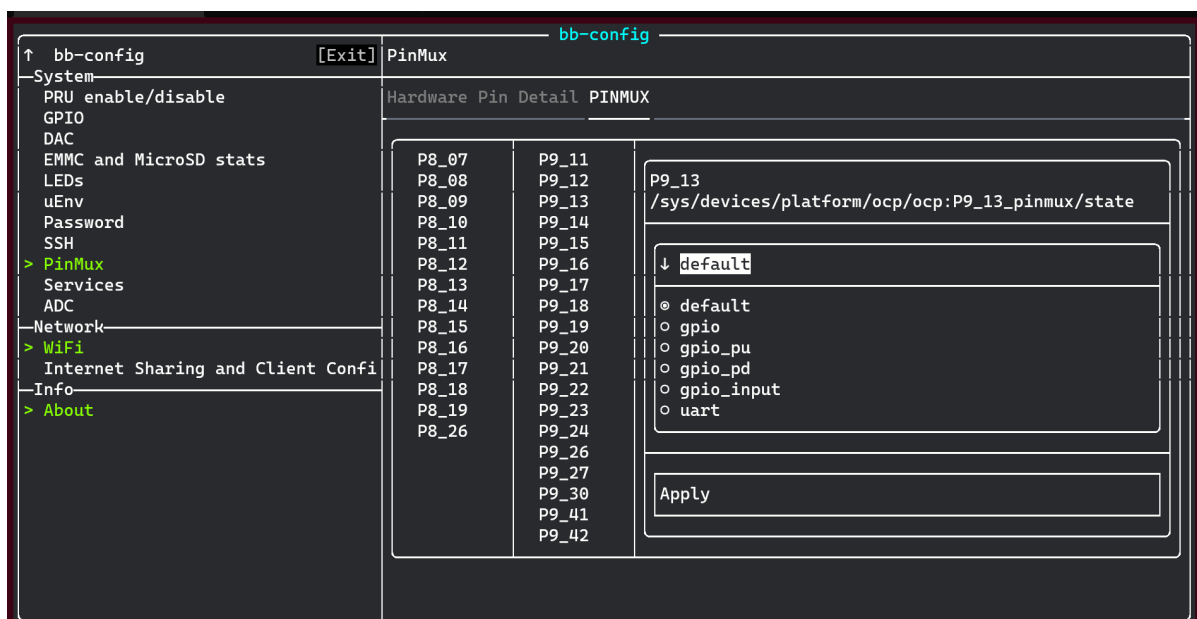 bb-config
↑ bb-config [Exit]
System
PRU enable/disable
GPIO
DAC
EMMC and MicroSD stats
LEDs
uEnv
Password
SSH
> PinMux
Services
ADC
Network
> WiFi
Internet Sharing and Client Confi
Info
> About
PinMux
Hardware Pin Detail PINMUX
P8_07
P8_08
P8_09
P8_10
P8_11
P8_12
P8_13
P8_14
P8_15
P8_16
P8_17
P8_18
P8_19
P8_26
P9_11
P9_12
P9_13
P9_14
P9_15
P9_16
P9_17
P9_18
P9_19
P9_20
P9_21
P9_22
P9_23
P9_24
P9_26
P9_27
P9_30
P9_41
P9_42
P9_13
/sys/devices/platform/ocp/ocp:P9_13_pinmux/state
↓ default
default
gpio
gpio_pu
gpio_pd
gpio_input
uart
Apply